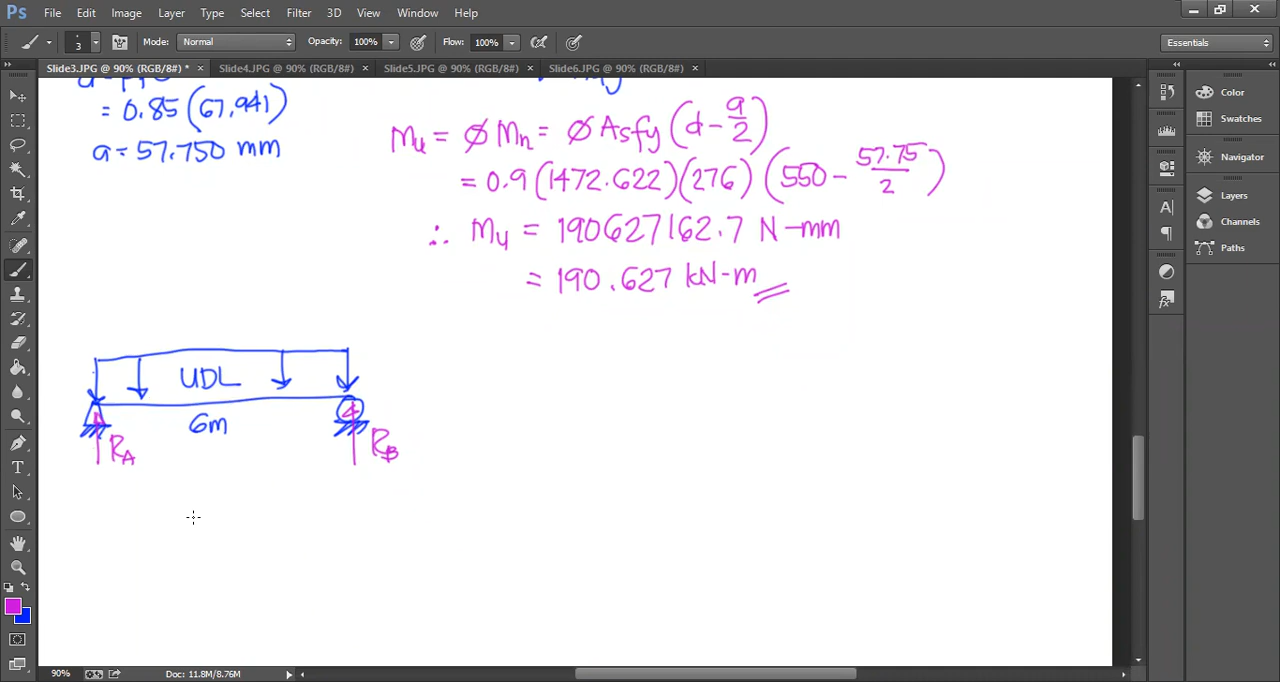 Ps File Edit Image Layer Type Select Filter 3D View Window Help
3 Mode: Normal Opacity: 100% Flow: 100% Essentials
Slide3.JPG @ 90% (RGB/8#) * × Slide4.JPG @ 90% (RGB/8#) × Slide5.JPG @ 90% (RGB/8#) × Slide6.JPG @ 90% (RGB/8#) ×
= 0.85 (67.941)
a = 57.750 mm
Mu = ϕ Mn = ϕ Asfy (d - a/2)
= 0.9 (1472.622)(276) (550 - 57.75/2)
∴ Mu = 190627162.7 N-mm
= 190.627 kN-m
UDL
6m
RA
RB
Color
Swatches
Navigator
Layers
Channels
Paths
90% Doc: 11.8M/8.76M